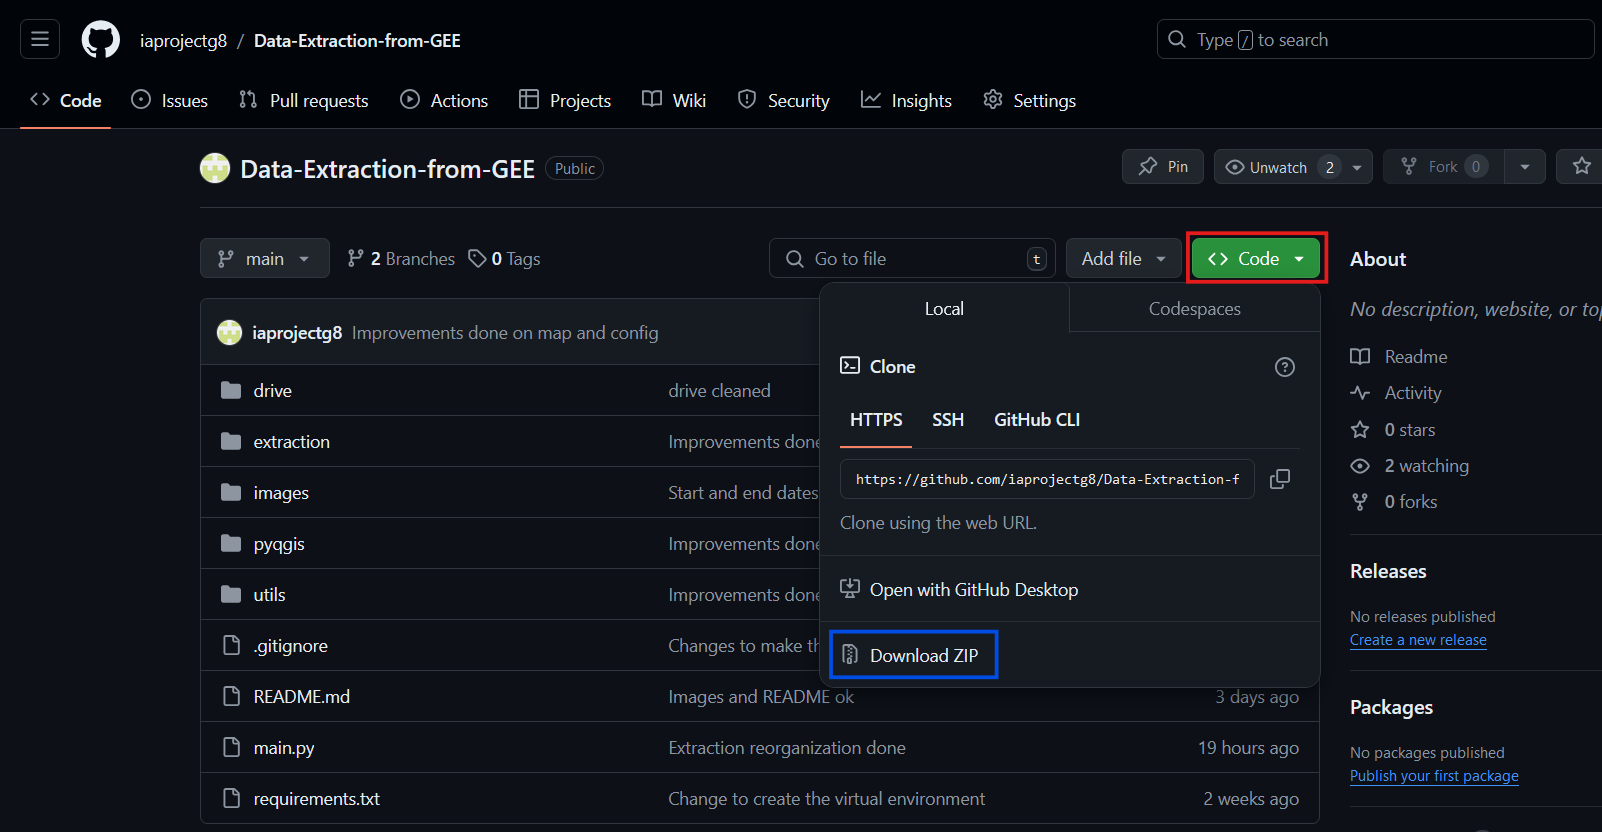 iaprojectg8 / Data-Extraction-from-GEE
Type / to search
Code Issues Pull requests Actions Projects Wiki Security Insights Settings
Data-Extraction-from-GEE Public
Pin Unwatch 2 Fork 0
main 2 Branches 0 Tags
Go to file t Add file Code
Local Codespaces
Clone
HTTPS SSH GitHub CLI
https://github.com/iaprojectg8/Data-Extraction-f
Clone using the web URL.
Open with GitHub Desktop
Download ZIP
iaprojectg8 Improvements done on map and config
drive drive cleaned
extraction Improvements done
images Start and end dates
pyqgis Improvements done
utils Improvements done
.gitignore Changes to make th
README.md Images and README ok 3 days ago
main.py Extraction reorganization done 19 hours ago
requirements.txt Change to create the virtual environment 2 weeks ago
About
No description, website, or top
Readme
Activity
0 stars
2 watching
0 forks
Releases
No releases published
Create a new release
Packages
No packages published
Publish your first package